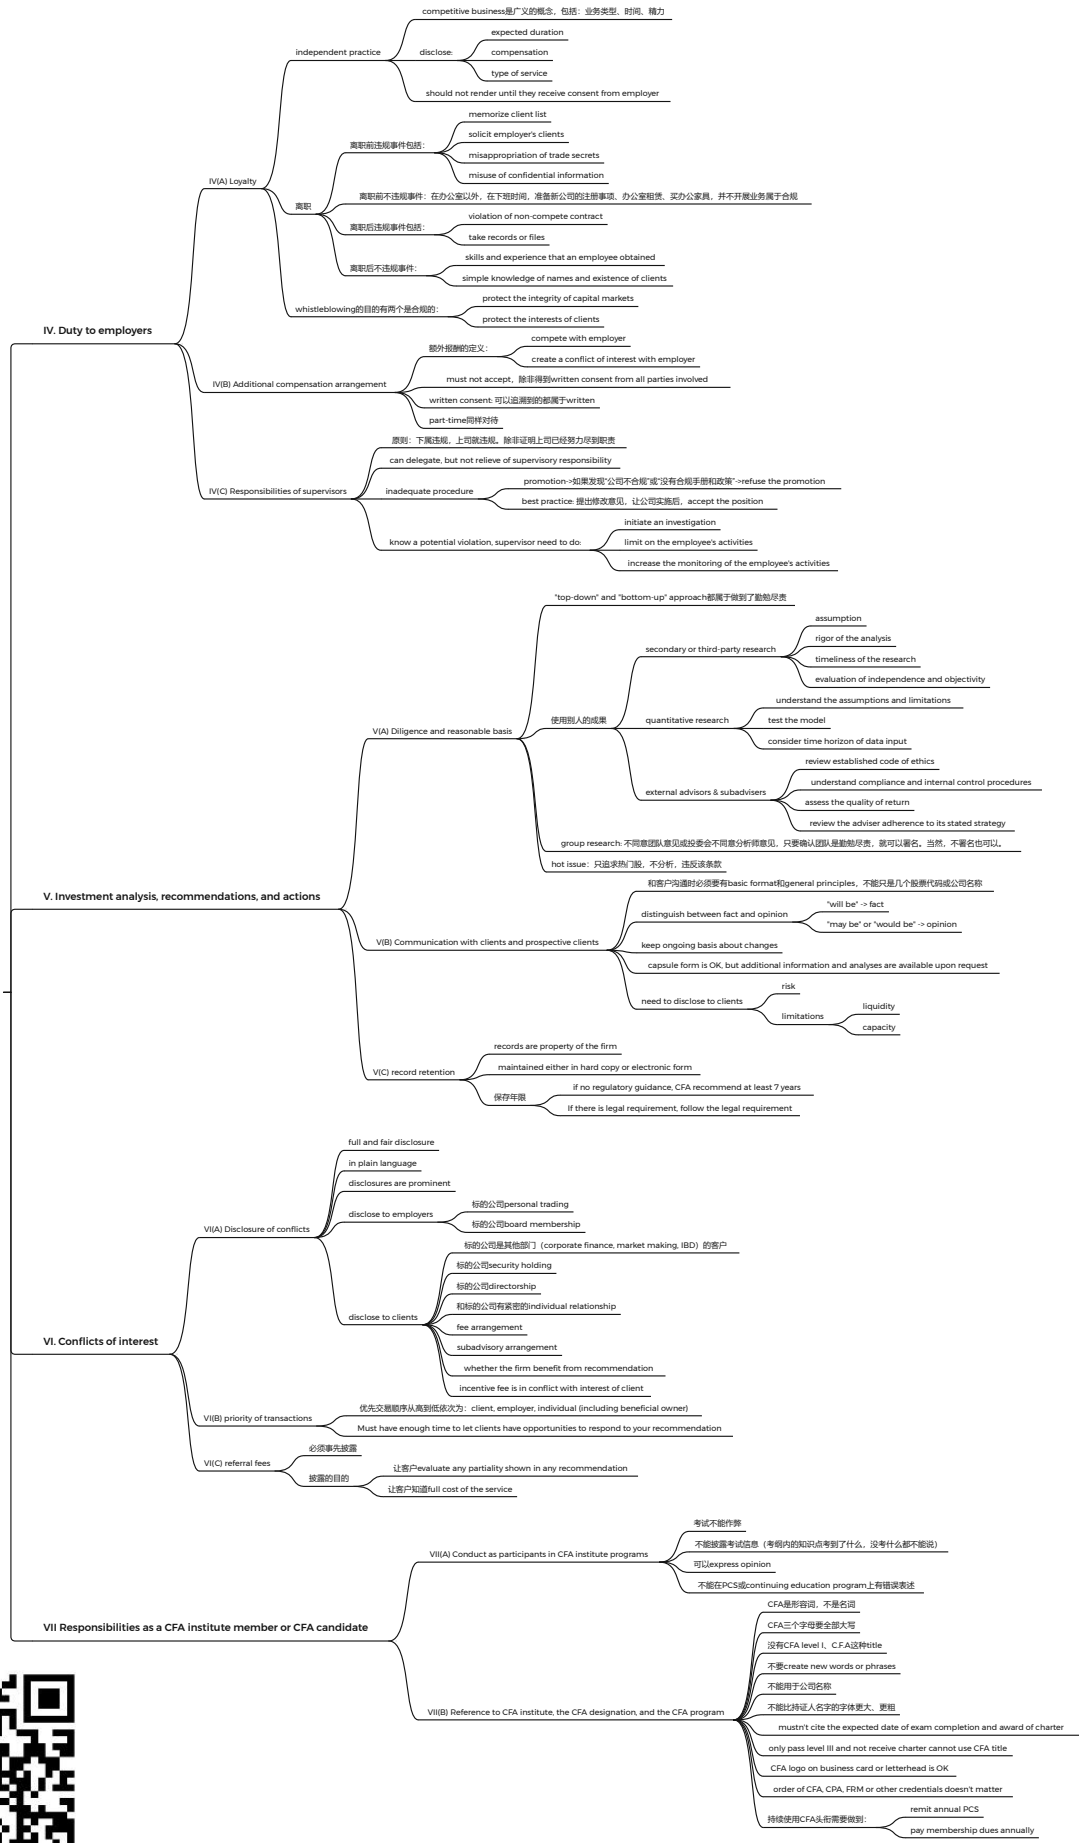 IV. Duty to employers
IV(A) Loyalty
independent practice
competitive business是广义的概念，包括：业务类型、时间、精力
disclose:
expected duration
compensation
type of service
should not render until they receive consent from employer
离职
离职前违规事件包括：
memorize client list
solicit employer's clients
misappropriation of trade secrets
misuse of confidential information
离职前不违规事件：在办公室以外，在下班时间，准备新公司的注册事项、办公室租赁、买办公家具，并不开展业务属于合规
离职后违规事件包括：
violation of non-compete contract
take records or files
离职后不违规事件：
skills and experience that an employee obtained
simple knowledge of names and existence of clients
whistleblowing的目的有两个是合规的：
protect the integrity of capital markets
protect the interests of clients
IV(B) Additional compensation arrangement
额外报酬的定义：
compete with employer
create a conflict of interest with employer
must not accept，除非得到written consent from all parties involved
written consent: 可以追溯到的都属于written
part-time同样对待
IV(C) Responsibilities of supervisors
原则：下属违规，上司就违规。除非证明上司已经努力尽到职责
can delegate, but not relieve of supervisory responsibility
inadequate procedure
promotion->如果发现"公司不合规"或"没有合规手册和政策"->refuse the promotion
best practice: 提出修改意见，让公司实施后，accept the position
know a potential violation, supervisor need to do:
initiate an investigation
limit on the employee's activities
increase the monitoring of the employee's activities
V. Investment analysis, recommendations, and actions
V(A) Diligence and reasonable basis
"top-down" and "bottom-up" approach都属于做到了勤勉尽责
使用别人的成果
secondary or third-party research
assumption
rigor of the analysis
timeliness of the research
evaluation of independence and objectivity
quantitative research
understand the assumptions and limitations
test the model
consider time horizon of data input
external advisors & subadvisers
review established code of ethics
understand compliance and internal control procedures
assess the quality of return
review the adviser adherence to its stated strategy
group research: 不同意团队意见或投委会不同意分析师意见，只要确认团队是勤勉尽责，就可以署名。当然，不署名也可以。
hot issue：只追求热门股，不分析，违反该条款
V(B) Communication with clients and prospective clients
和客户沟通时必须要有basic format和general principles，不能只是几个股票代码或公司名称
distinguish between fact and opinion
"will be" -> fact
"may be" or "would be" -> opinion
keep ongoing basis about changes
capsule form is OK, but additional information and analyses are available upon request
need to disclose to clients
risk
limitations
liquidity
capacity
V(C) record retention
records are property of the firm
maintained either in hard copy or electronic form
保存年限
if no regulatory guidance, CFA recommend at least 7 years
If there is legal requirement, follow the legal requirement
VI. Conflicts of interest
VI(A) Disclosure of conflicts
full and fair disclosure
in plain language
disclosures are prominent
disclose to employers
标的公司personal trading
标的公司board membership
disclose to clients
标的公司是其他部门（corporate finance, market making, IBD）的客户
标的公司security holding
标的公司directorship
和标的公司有紧密的individual relationship
fee arrangement
subadvisory arrangement
whether the firm benefit from recommendation
incentive fee is in conflict with interest of client
VI(B) priority of transactions
优先交易顺序从高到低依次为：client, employer, individual (including beneficial owner)
Must have enough time to let clients have opportunities to respond to your recommendation
VI(C) referral fees
必须事先披露
披露的目的
让客户evaluate any partiality shown in any recommendation
让客户知道full cost of the service
VII Responsibilities as a CFA institute member or CFA candidate
VII(A) Conduct as participants in CFA institute programs
考试不能作弊
不能披露考试信息（考纲内的知识点考到了什么，没考什么都不能说）
可以express opinion
不能在PCS或continuing education program上有错误表述
VII(B) Reference to CFA institute, the CFA designation, and the CFA program
CFA是形容词，不是名词
CFA三个字母要全部大写
没有CFA level I、C.F.A这种title
不要create new words or phrases
不能用于公司名称
不能比持证人名字的字体更大、更粗
mustn't cite the expected date of exam completion and award of charter
only pass level III and not receive charter cannot use CFA title
CFA logo on business card or letterhead is OK
order of CFA, CPA, FRM or other credentials doesn't matter
持续使用CFA头衔需要做到：
remit annual PCS
pay membership dues annually